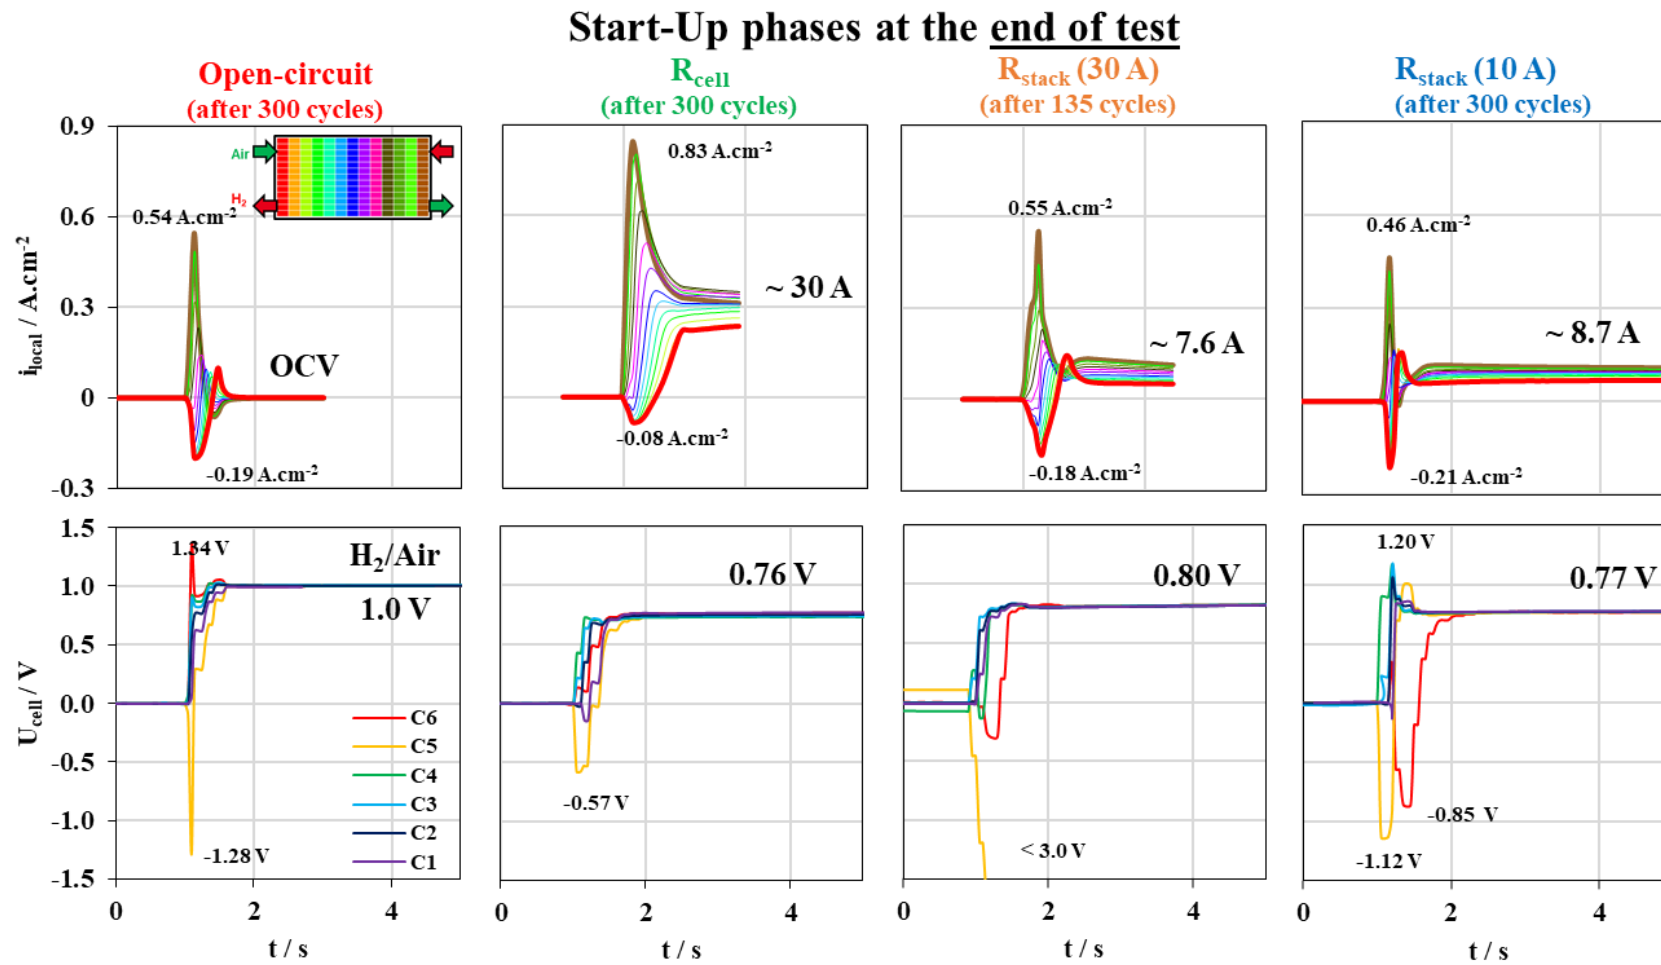 Start-Up phases at the end of test
Open-circuit
(after 300 cycles)
Rcell
(after 300 cycles)
Rstack (30 A)
(after 135 cycles)
Rstack (10 A)
(after 300 cycles)
ilocal / A.cm-2
0.9
0.6
0.3
0
-0.3
Air
H2
0.54 A.cm-2
OCV
-0.19 A.cm-2
0.83 A.cm-2
~ 30 A
-0.08 A.cm-2
0.55 A.cm-2
~ 7.6 A
-0.18 A.cm-2
0.46 A.cm-2
~ 8.7 A
-0.21 A.cm-2
Ucell / V
1.5
1.0
0.5
0.0
-0.5
-1.0
-1.5
1.34 V
H2/Air
1.0 V
C6
C5
C4
C3
C2
C1
-1.28 V
0.76 V
-0.57 V
0.80 V
< 3.0 V
1.20 V
0.77 V
-0.85 V
-1.12 V
0 2 4
0 2 4
0 2 4
0 2 4
t / s
t / s
t / s
t / s